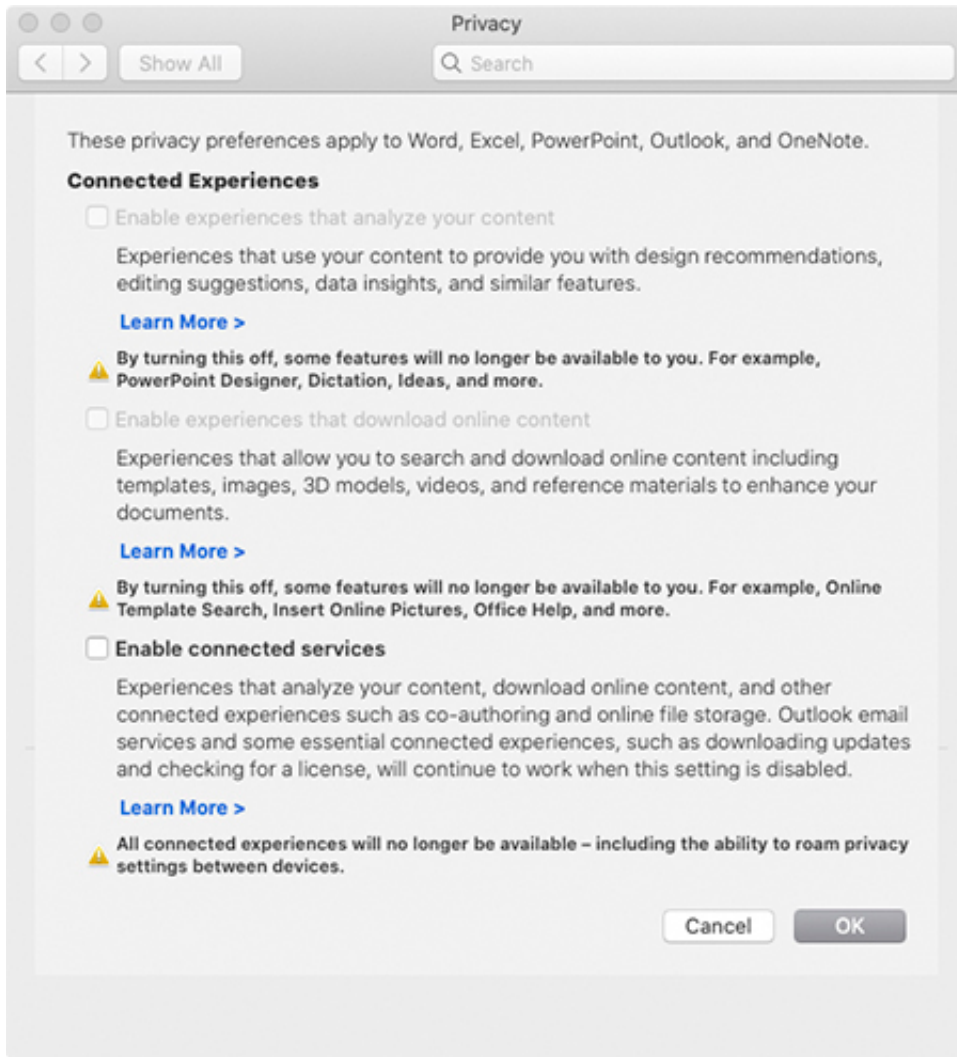 Privacy
Show All
Search
These privacy preferences apply to Word, Excel, PowerPoint, Outlook, and OneNote.
Connected Experiences
Enable experiences that analyze your content
Experiences that use your content to provide you with design recommendations,
editing suggestions, data insights, and similar features.
Learn More >
By turning this off, some features will no longer be available to you. For example,
PowerPoint Designer, Dictation, Ideas, and more.
Enable experiences that download online content
Experiences that allow you to search and download online content including
templates, images, 3D models, videos, and reference materials to enhance your
documents.
Learn More >
By turning this off, some features will no longer be available to you. For example, Online
Template Search, Insert Online Pictures, Office Help, and more.
Enable connected services
Experiences that analyze your content, download online content, and other
connected experiences such as co-authoring and online file storage. Outlook email
services and some essential connected experiences, such as downloading updates
and checking for a license, will continue to work when this setting is disabled.
Learn More >
All connected experiences will no longer be available – including the ability to roam privacy
settings between devices.
Cancel
OK